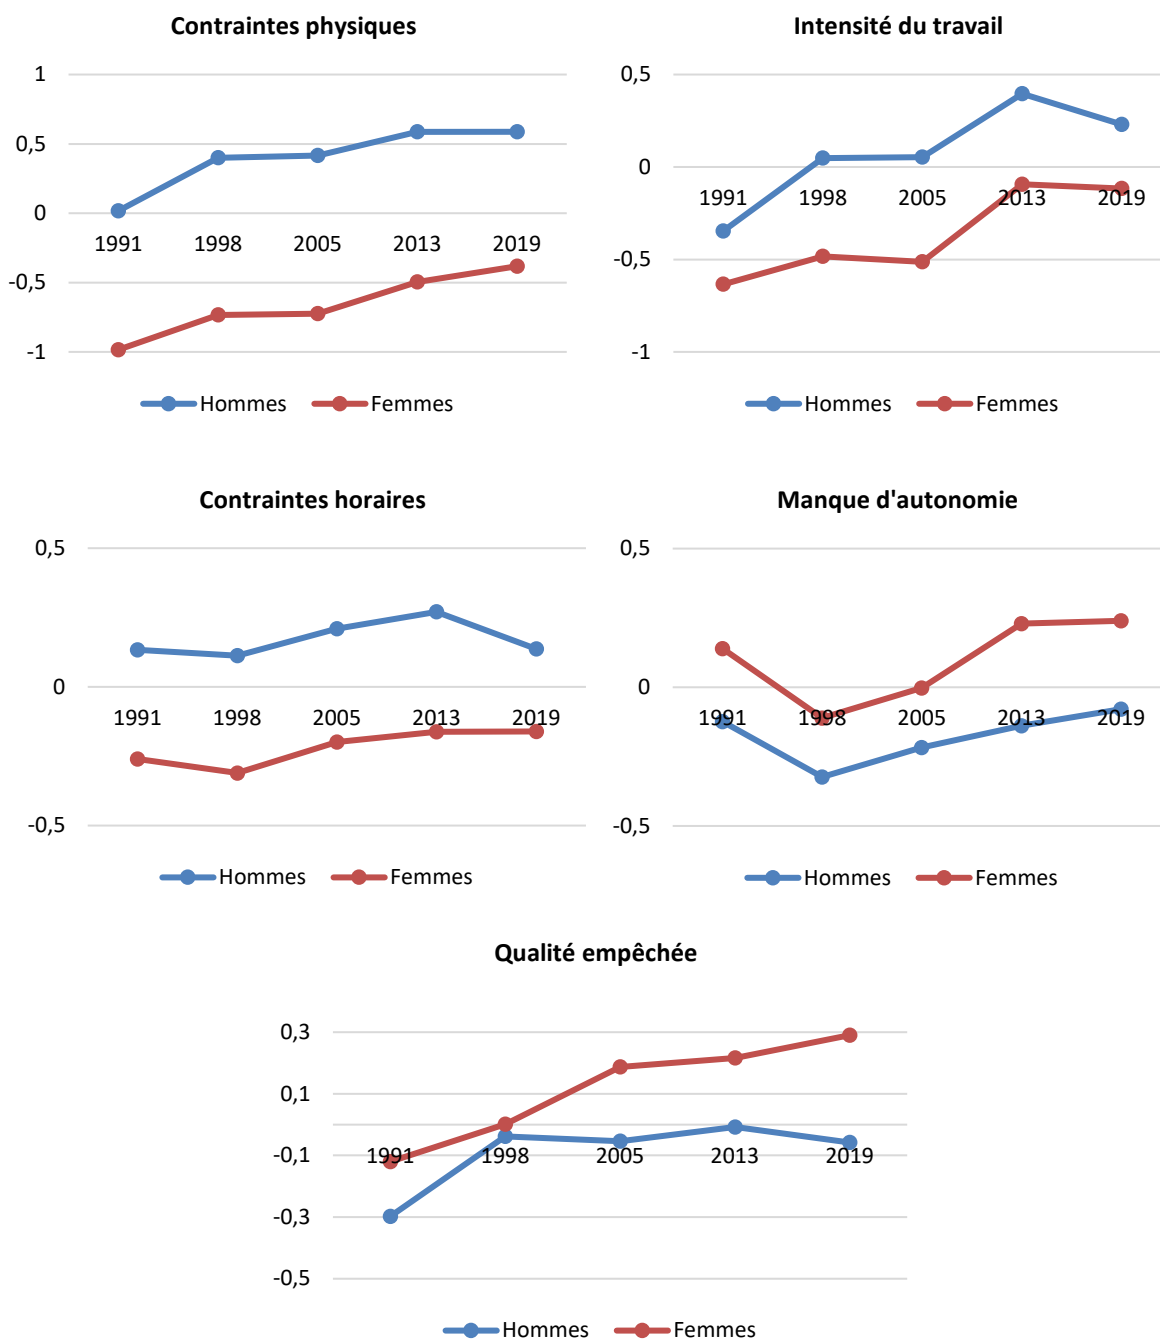 Contraintes physiques
1
0,5
0
-0,5
-1
1991 1998 2005 2013 2019
Hommes Femmes
Intensité du travail
0,5
0
-0,5
-1
1991 1998 2005 2013 2019
Hommes Femmes
Contraintes horaires
0,5
0
-0,5
1991 1998 2005 2013 2019
Hommes Femmes
Manque d'autonomie
0,5
0
-0,5
1991 1998 2005 2013 2019
Hommes Femmes
Qualité empêchée
0,3
0,1
-0,1
-0,3
-0,5
1991 1998 2005 2013 2019
Hommes Femmes